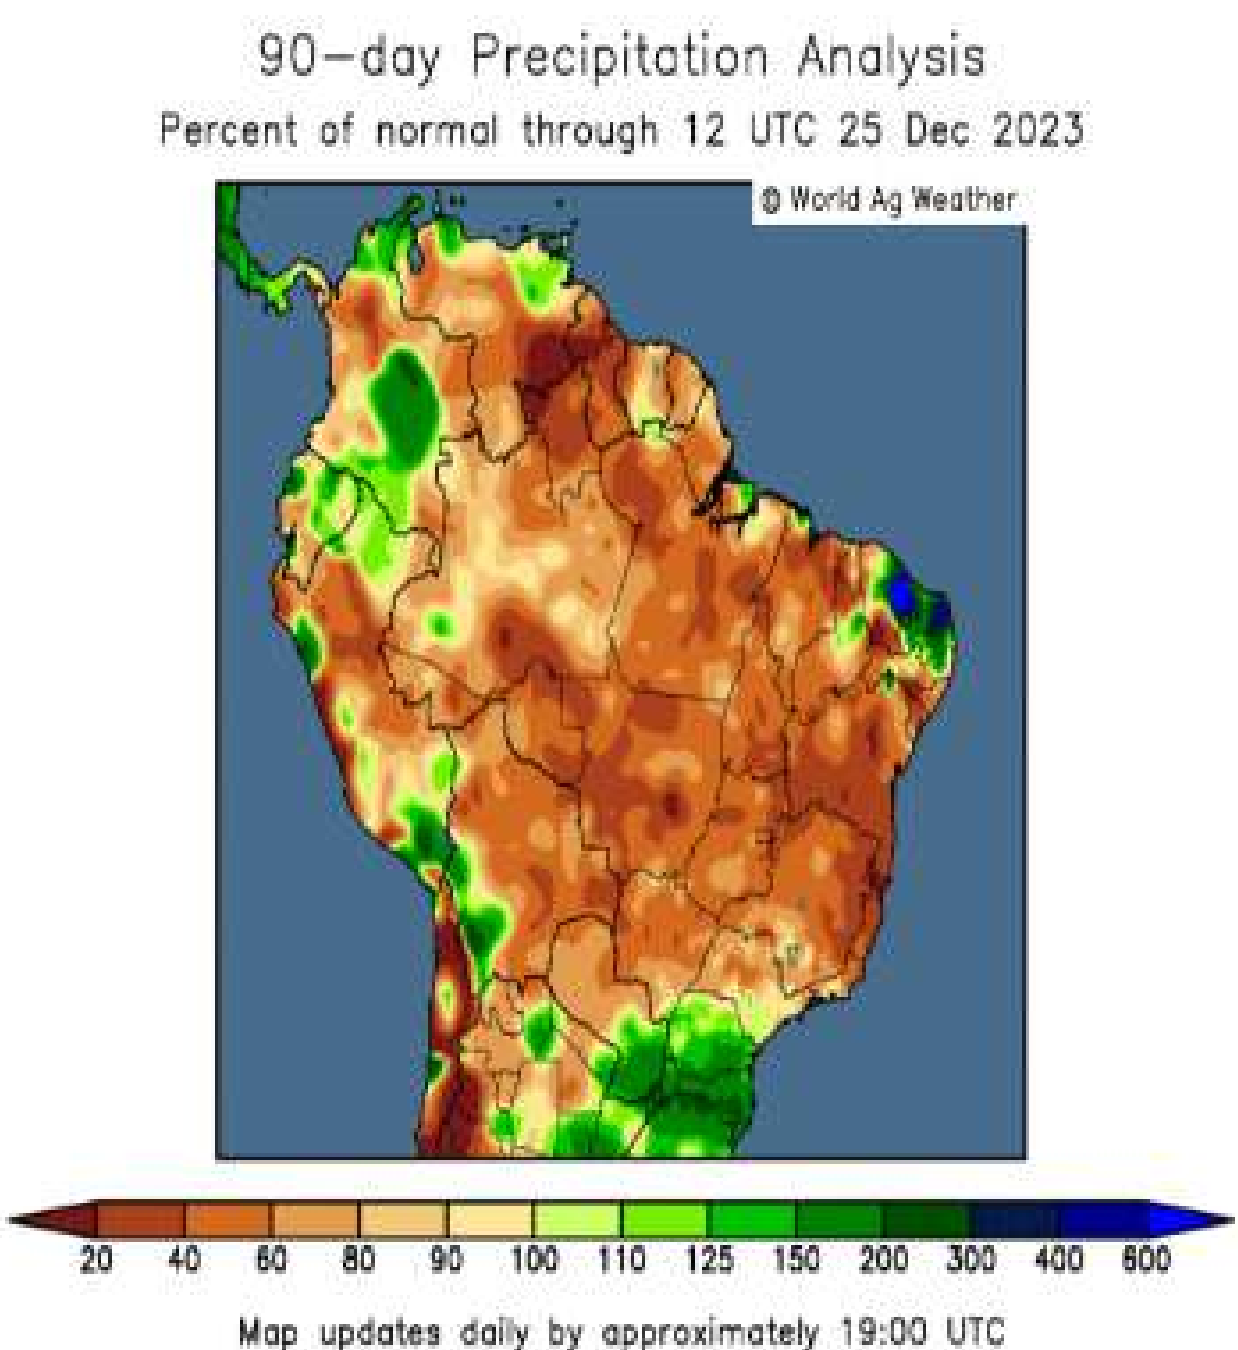 90-day Precipitation Analysis
Percent of normal through 12 UTC 25 Dec 2023
© World Ag Weather
20 40 60 80 90 100 110 125 150 200 300 400 600
Map updates daily by approximately 19:00 UTC